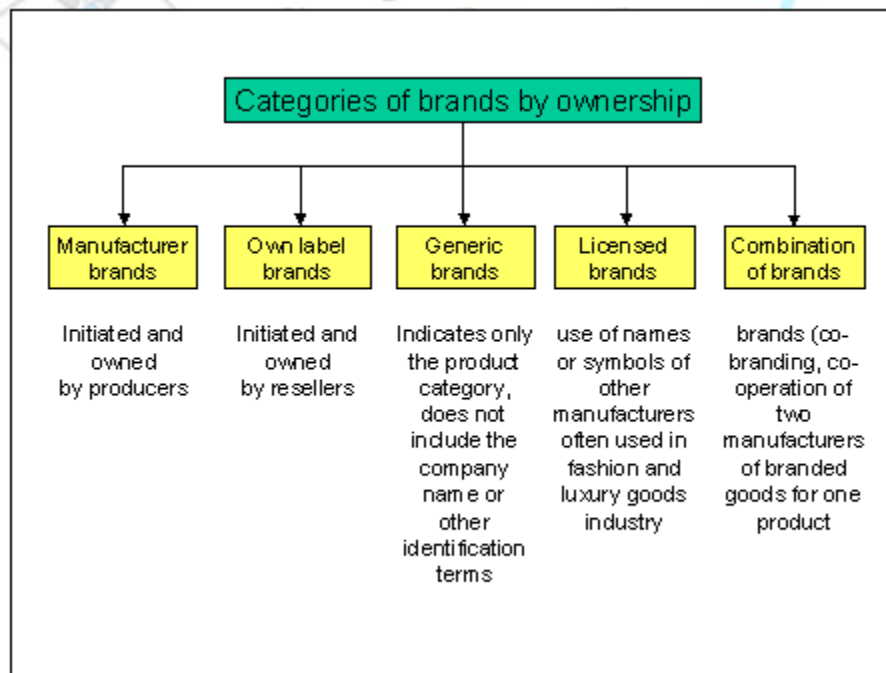 Categories of brands by ownership
Manufacturer
brands
Initiated and
owned
by producers
Own label
brands
Initiated and
owned
by resellers
Generic
brands
Indicates only
the product
category,
does not
include the
company
name or
other
identification
terms
Licensed
brands
use of names
or symbols of
other
manufacturers
often used in
fashion and
luxury goods
industry
Combination
of brands
brands (co-
branding, co-
operation of
two
manufacturers
of branded
goods for one
product